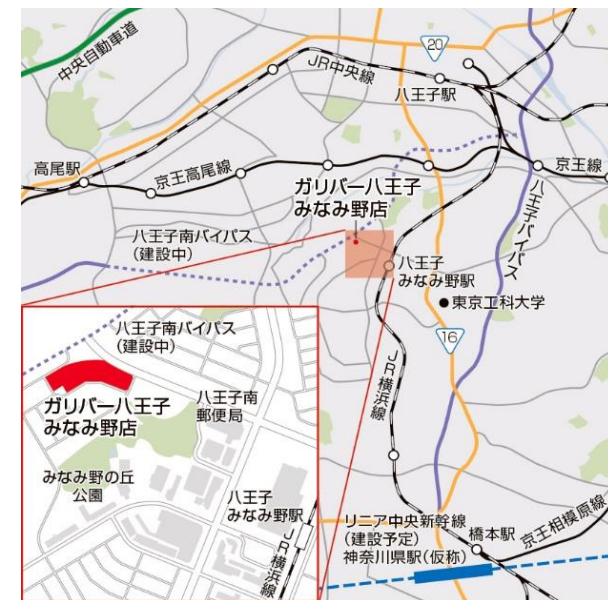 中央自動車道
20
JR中央線
八王子駅
高尾駅
京王高尾線
京王線
ガリバー八王子
みなみ野店
八王子バイパス
八王子南バイパス
(建設中)
八王子
みなみ野駅
東京工科大学
16
JR横浜線
八王子南バイパス
(建設中)
ガリバー八王子
みなみ野店
八王子南
郵便局
みなみ野の丘
公園
八王子
みなみ野駅
JR横浜線
リニア中央新幹線
(建設予定)
神奈川県駅(仮称)
橋本駅
京王相模原線